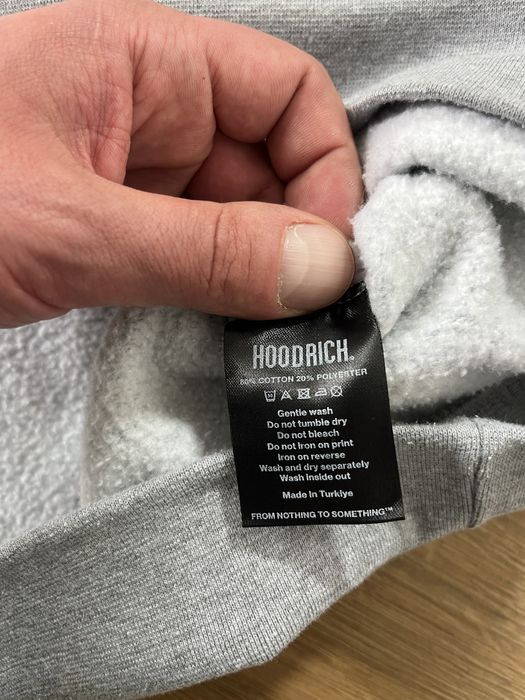 HOODRICH®
80% COTTON 20% POLYESTER
30
Gentle wash
Do not tumble dry
Do not bleach
Do not Iron on print
Iron on reverse
Wash and dry separately
Wash inside out
Made in Turkiye
FROM NOTHING TO SOMETHING™